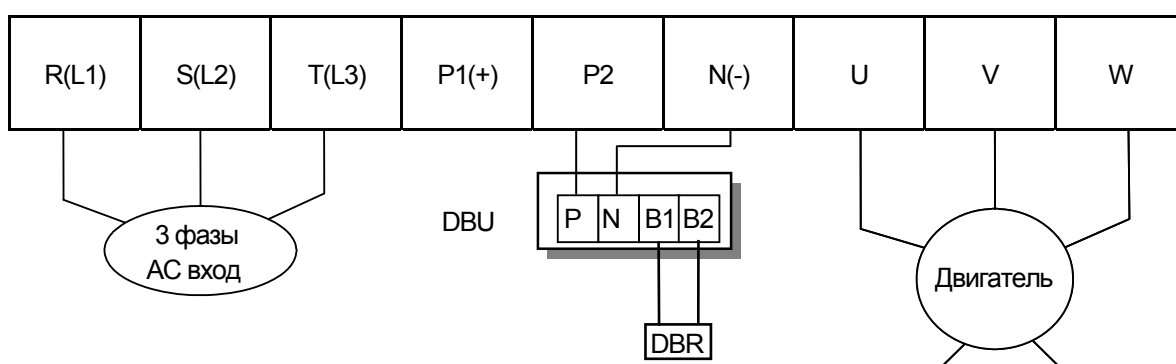 R(L1) S(L2) T(L3) P1(+) P2 N(-) U V W
DBU
P N B1 B2
3 фазы
АС вход
Двигатель
DBR